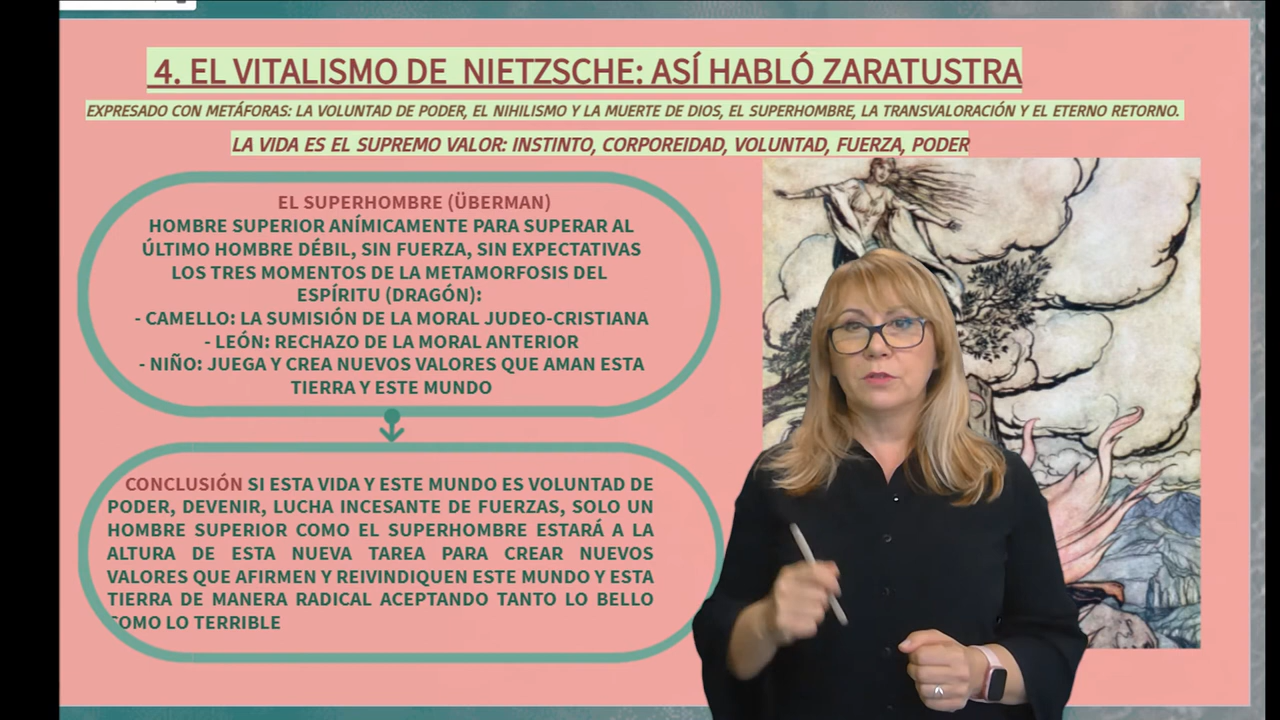 4. EL VITALISMO DE NIETZSCHE: ASÍ HABLÓ ZARATUSTRA
EXPRESADO CON METÁFORAS: LA VOLUNTAD DE PODER, EL NIHILISMO Y LA MUERTE DE DIOS, EL SUPERHOMBRE, LA TRANSVALORACIÓN Y EL ETERNO RETORNO.
LA VIDA ES EL SUPREMO VALOR: INSTINTO, CORPOREIDAD, VOLUNTAD, FUERZA, PODER
EL SUPERHOMBRE (ÜBERMAN)
HOMBRE SUPERIOR ANÍMICAMENTE PARA SUPERAR AL
ÚLTIMO HOMBRE DÉBIL, SIN FUERZA, SIN EXPECTATIVAS
LOS TRES MOMENTOS DE LA METAMORFOSIS DEL
ESPÍRITU (DRAGÓN):
- CAMELLO: LA SUMISIÓN DE LA MORAL JUDEO-CRISTIANA
- LEÓN: RECHAZO DE LA MORAL ANTERIOR
- NIÑO: JUEGA Y CREA NUEVOS VALORES QUE AMAN ESTA
TIERRA Y ESTE MUNDO
CONCLUSIÓN SI ESTA VIDA Y ESTE MUNDO ES VOLUNTAD DE
PODER, DEVENIR, LUCHA INCESANTE DE FUERZAS, SOLO UN
HOMBRE SUPERIOR COMO EL SUPERHOMBRE ESTARÁ A LA
ALTURA DE ESTA NUEVA TAREA PARA CREAR NUEVOS
VALORES QUE AFIRMEN Y REIVINDIQUEN ESTE MUNDO Y ESTA
TIERRA DE MANERA RADICAL ACEPTANDO TANTO LO BELLO
COMO LO TERRIBLE